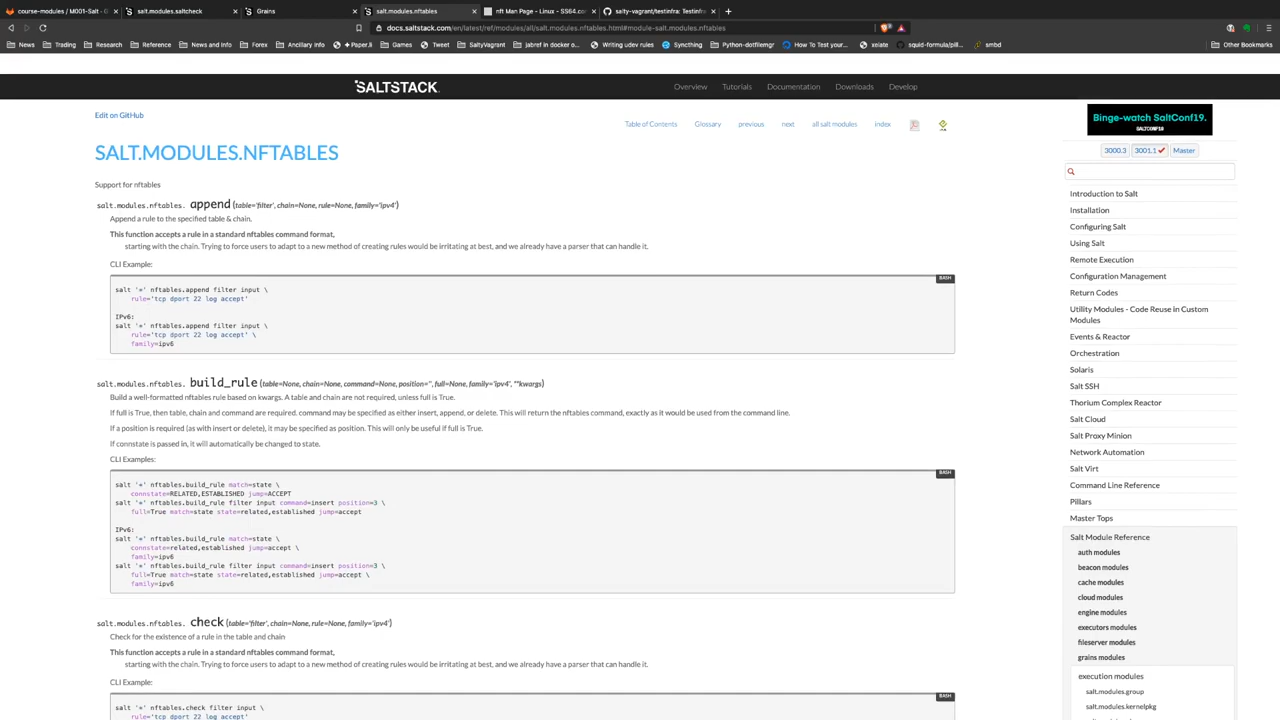 course-modules / M001-Salt - G
salt.modules.saltcheck
Grains
salt.modules.nftables
nft Man Page - Linux - SS64.com
salty-vagrant/testinfra: Testinfra
docs.saltstack.com/en/latest/ref/modules/all/salt.modules.nftables.html#module-salt.modules.nftables
News
Trading
Research
Reference
News and Info
Forex
Ancillary Info
+ Paper.li
Games
Tweet
SaltyVagrant
jabref in docker o...
Writing udev rules
Syncthing
Python-dotfilemgr
How To Test your...
xeiate
squid-formula/pill...
smbd
Other Bookmarks
SALTSTACK
Overview
Tutorials
Documentation
Downloads
Develop
Edit on GitHub
Table of Contents
Glossary
previous
next
all salt modules
index
SALT.MODULES.NFTABLES
Support for nftables
salt.modules.nftables. append (table='filter', chain=None, rule=None, family='ipv4')
Append a rule to the specified table & chain.
This function accepts a rule in a standard nftables command format,
starting with the chain. Trying to force users to adapt to a new method of creating rules would be irritating at best, and we already have a parser that can handle it.
CLI Example:
BASH
salt '*' nftables.append filter input \
rule='tcp dport 22 log accept'
IPv6:
salt '*' nftables.append filter input \
rule='tcp dport 22 log accept' \
family=ipv6
salt.modules.nftables. build_rule (table=None, chain=None, command=None, position='', full=None, family='ipv4', **kwargs)
Build a well-formatted nftables rule based on kwargs. A table and chain are not required, unless full is True.
If full is True, then table, chain and command are required. command may be specified as either insert, append, or delete. This will return the nftables command, exactly as it would be used from the command line.
If a position is required (as with insert or delete), it may be specified as position. This will only be useful if full is True.
If connstate is passed in, it will automatically be changed to state.
CLI Examples:
BASH
salt '*' nftables.build_rule match=state \
connstate=RELATED,ESTABLISHED jump=ACCEPT
salt '*' nftables.build_rule filter input command=insert position=3 \
full=True match=state state=related,established jump=accept
IPv6:
salt '*' nftables.build_rule match=state \
connstate=related,established jump=accept \
family=ipv6
salt '*' nftables.build_rule filter input command=insert position=3 \
full=True match=state state=related,established jump=accept \
family=ipv6
salt.modules.nftables. check (table='filter', chain=None, rule=None, family='ipv4')
Check for the existence of a rule in the table and chain
This function accepts a rule in a standard nftables command format,
starting with the chain. Trying to force users to adapt to a new method of creating rules would be irritating at best, and we already have a parser that can handle it.
CLI Example:
BASH
salt '*' nftables.check filter input \
rule='tcp dport 22 log accept'
Binge-watch SaltConf19.
SALTCONF19
3000.3
3001.1
Master
Introduction to Salt
Installation
Configuring Salt
Using Salt
Remote Execution
Configuration Management
Return Codes
Utility Modules - Code Reuse in Custom
Modules
Events & Reactor
Orchestration
Solaris
Salt SSH
Thorium Complex Reactor
Salt Cloud
Salt Proxy Minion
Network Automation
Salt Virt
Command Line Reference
Pillars
Master Tops
Salt Module Reference
auth modules
beacon modules
cache modules
cloud modules
engine modules
executors modules
fileserver modules
grains modules
execution modules
salt.modules.group
salt.modules.kernelpkg